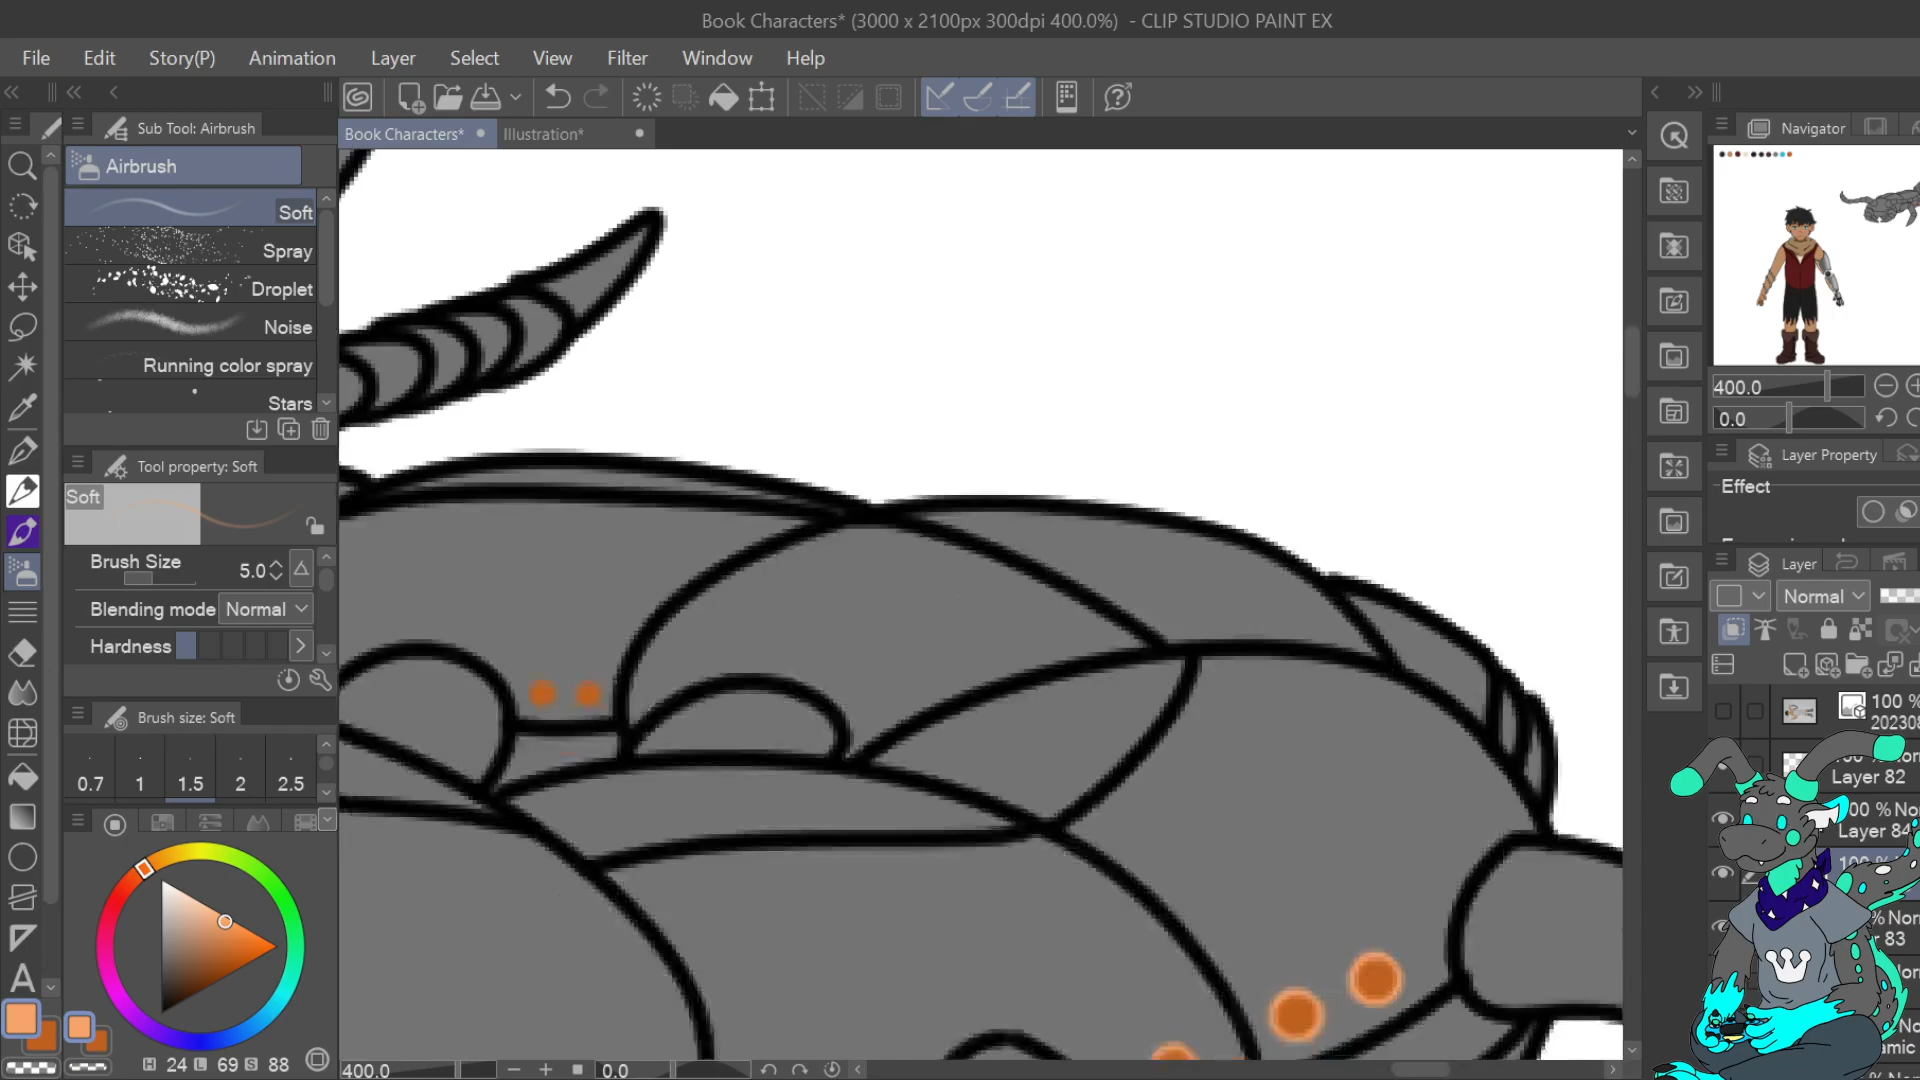 Book Characters* (3000 x 2100px 300dpi 400.0%)  - CLIP STUDIO PAINT EX
File Edit Story(P) Animation Layer Select View Filter Window Help
Sub Tool: Airbrush
Book Characters*
Illustration*
Navigator
Airbrush
Soft
Spray
Droplet
Noise
Running color spray
Stars
400.0
0.0
Layer Property
Effect
Tool property: Soft
Soft
Brush Size 5.0
Blending mode Normal
Hardness
Layer
Normal
100 %
Brush size: Soft
0.7 1 1.5 2 2.5
Layer 82
Layer 84
H 24 L 69 S 88
400.0
0.0